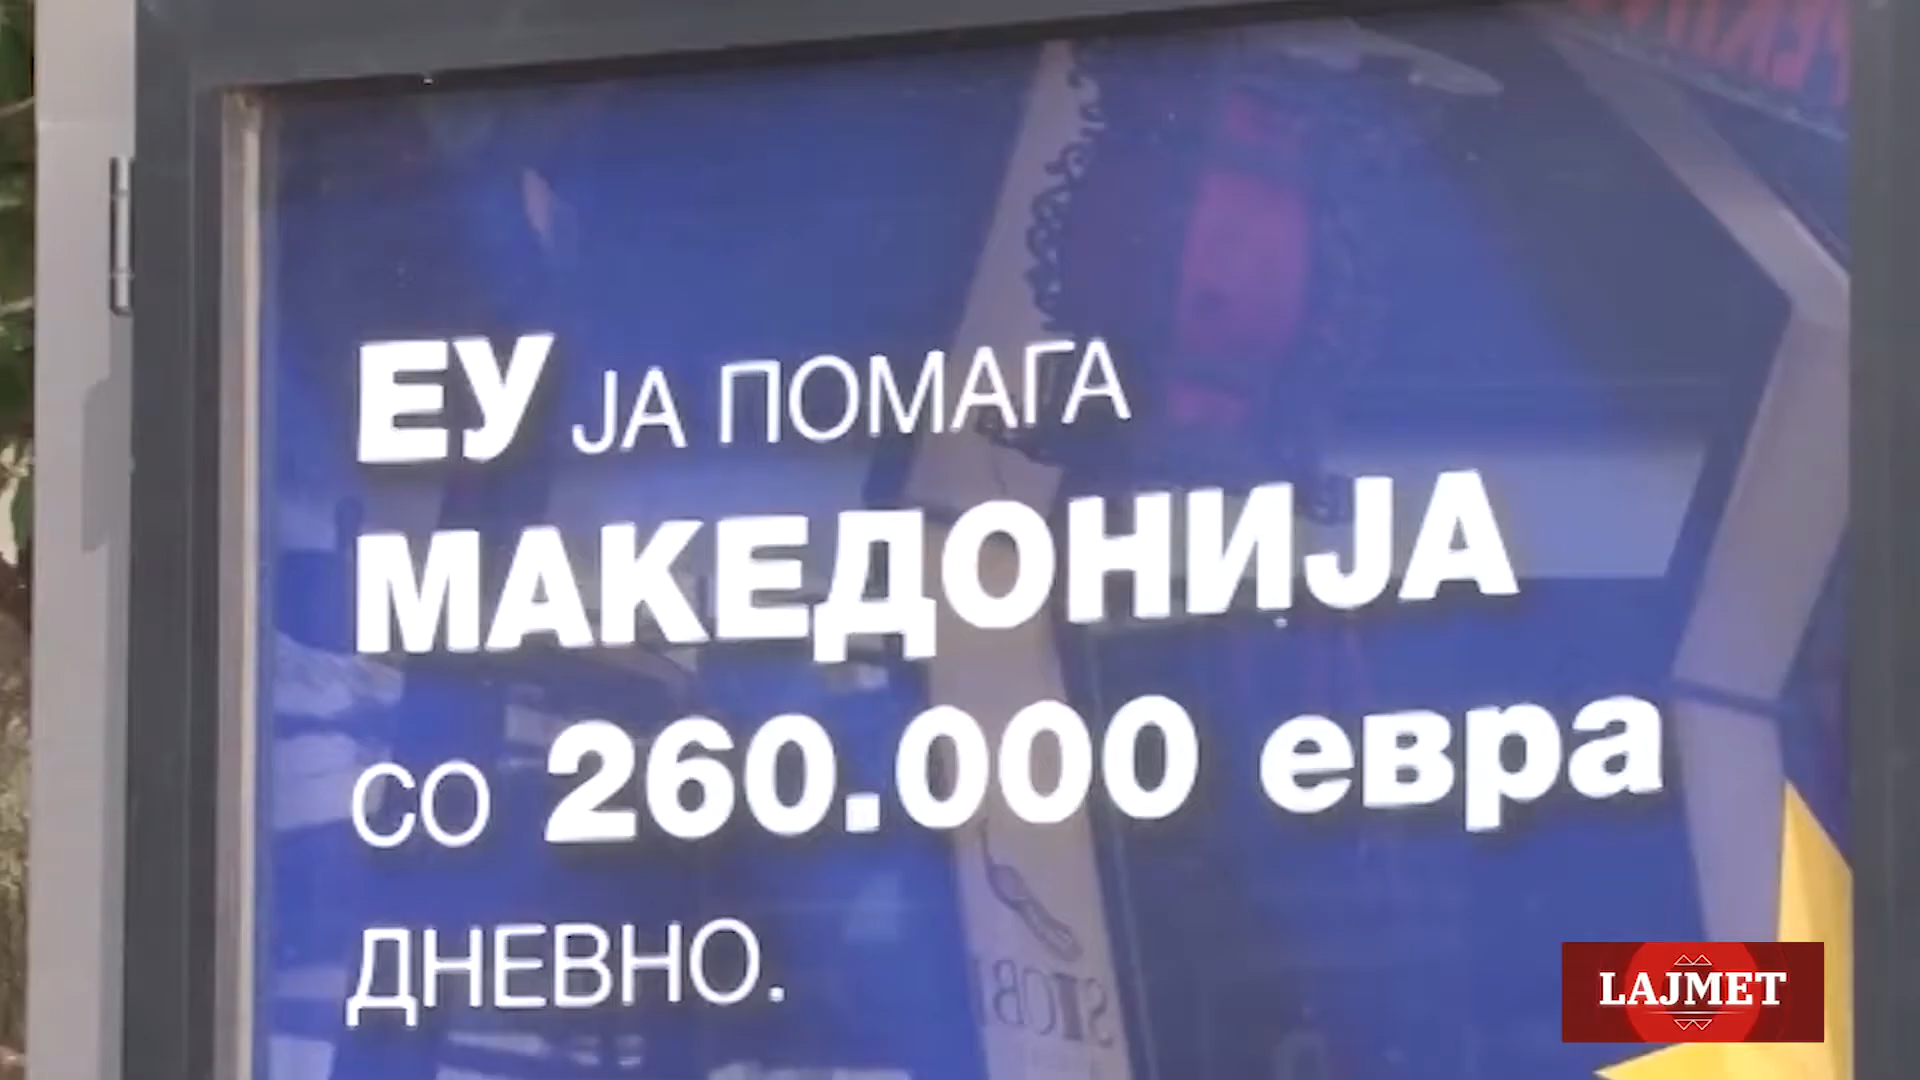 ЕУ ЈА ПОМАГА
МАКЕДОНИЈА
СО 260.000 евра
ДНЕВНО.
LAJMET